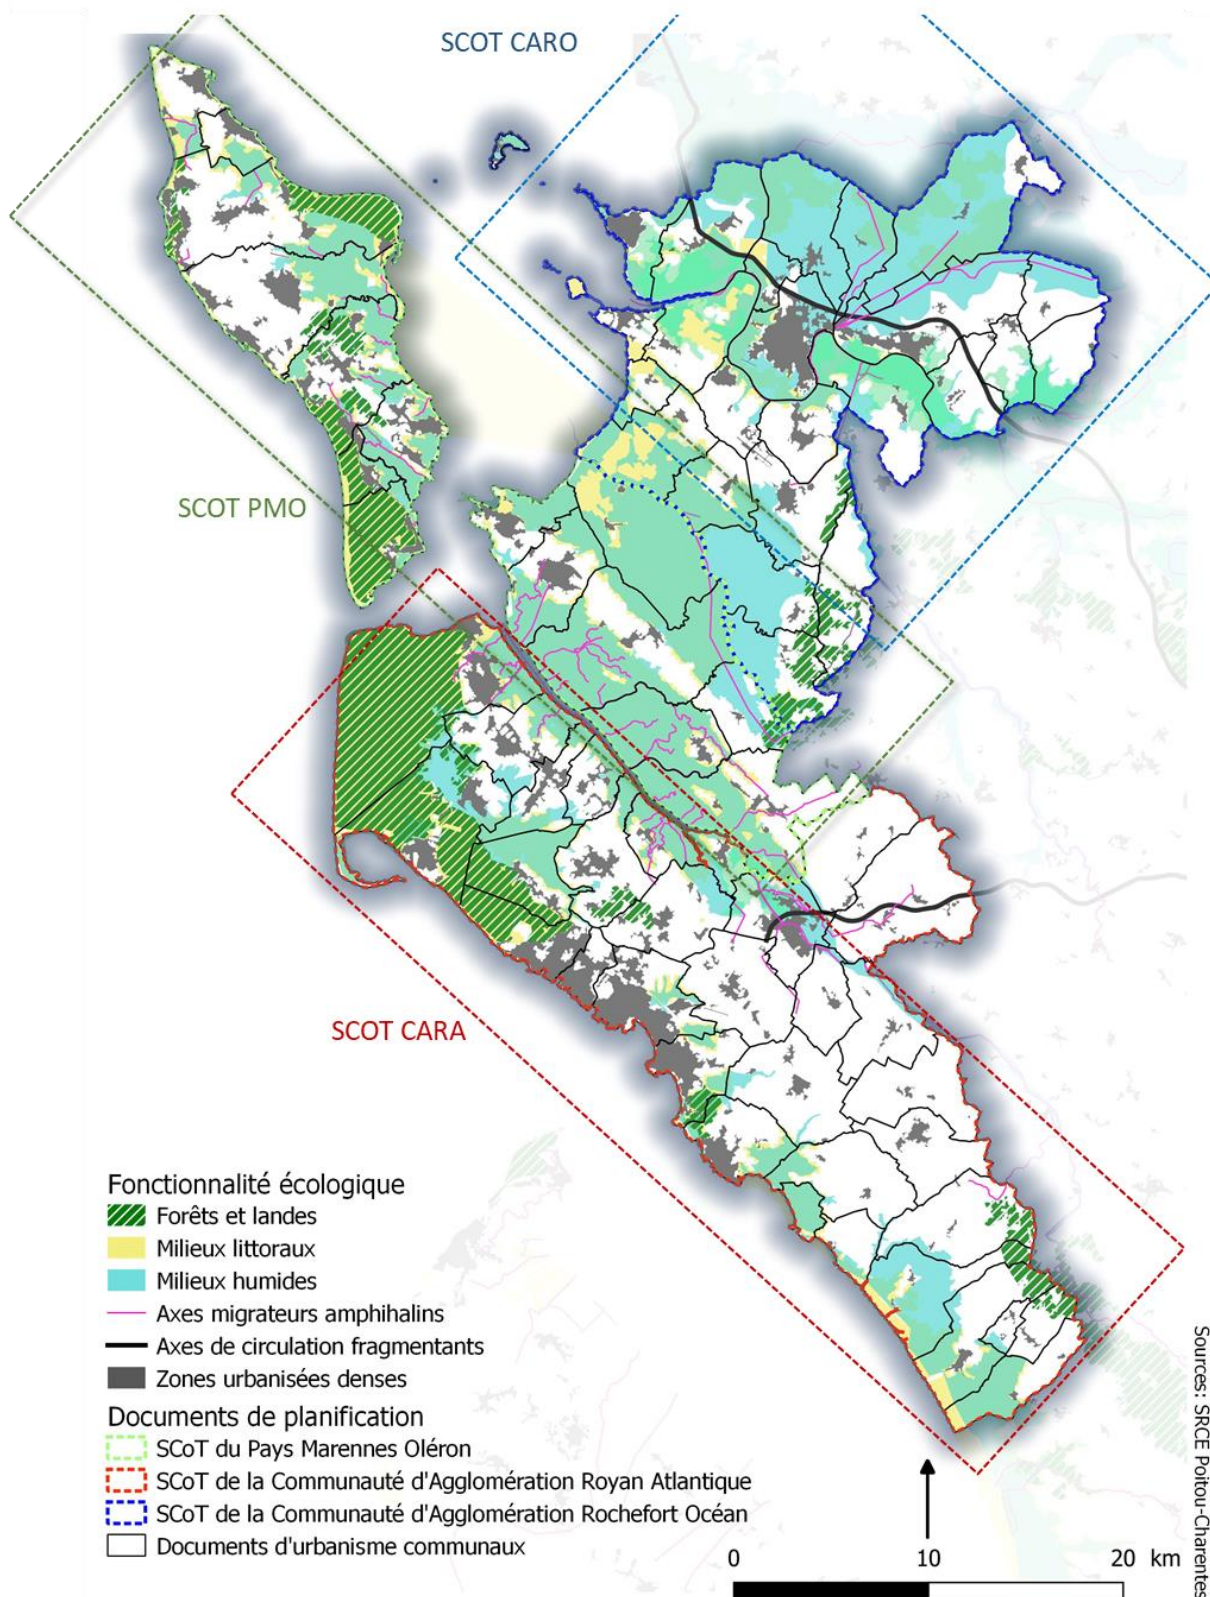 SCOT CARO
SCOT PMO
SCOT CARA
Fonctionnalité écologique
Forêts et landes
Milieux littoraux
Milieux humides
Axes migrateurs amphihalins
Axes de circulation fragmentants
Zones urbanisées denses
Documents de planification
SCoT du Pays Marennes Oléron
SCoT de la Communauté d'Agglomération Royan Atlantique
SCoT de la Communauté d'Agglomération Rochefort Océan
Documents d'urbanisme communaux
0 10 20 km
Sources: SRCE Poitou-Charentes